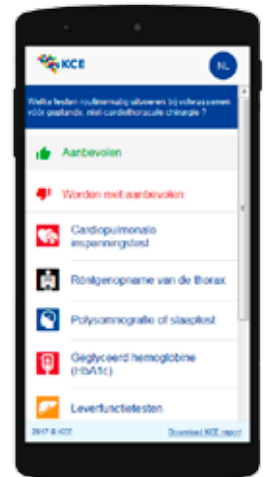 KCE
NL
Welke testen routinematig uitvoeren bij volwassenen
vóór geplande, niet-cardiothoracale chirurgie ?
Aanbevolen
Worden niet aanbevolen:
Cardiopulmonale
inspanningstest
Röntgenopname van de thorax
Polysomnografie of slaaptest
Geglyceerd hemoglobine
(HbA1c)
Leverfunctietesten
2017 © KCE
Download KCE report